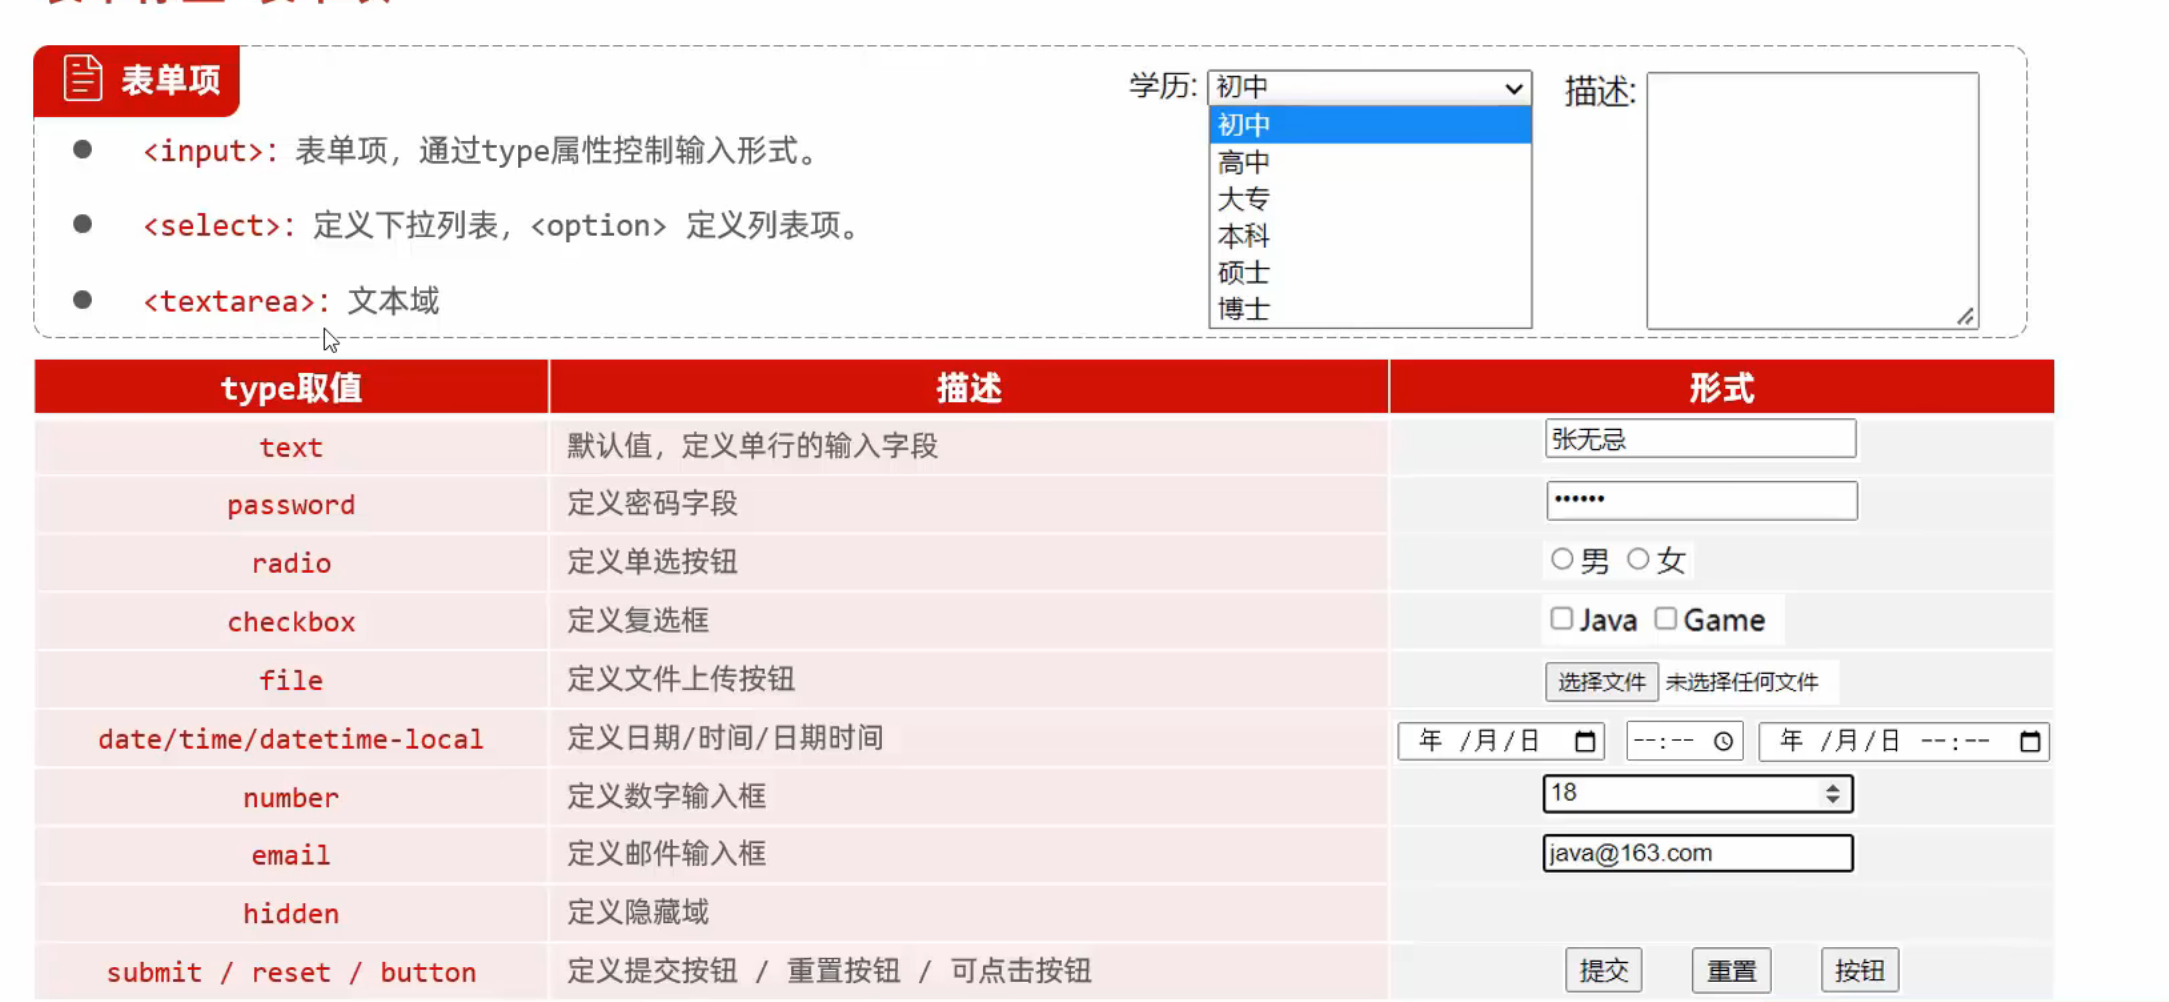 表单项
<input>: 表单项，通过type属性控制输入形式。
<select>: 定义下拉列表，<option> 定义列表项。
<textarea>: 文本域
学历: 初中
初中
高中
大专
本科
硕士
博士
描述:
type取值 描述 形式
text 默认值，定义单行的输入字段 张无忌
password 定义密码字段 ••••••
radio 定义单选按钮 男 女
checkbox 定义复选框 Java Game
file 定义文件上传按钮 选择文件 未选择任何文件
date/time/datetime-local 定义日期/时间/日期时间 年 /月/日 --:-- 年 /月/日 --:--
number 定义数字输入框 18
email 定义邮件输入框 java@163.com
hidden 定义隐藏域
submit / reset / button 定义提交按钮 / 重置按钮 / 可点击按钮 提交 重置 按钮